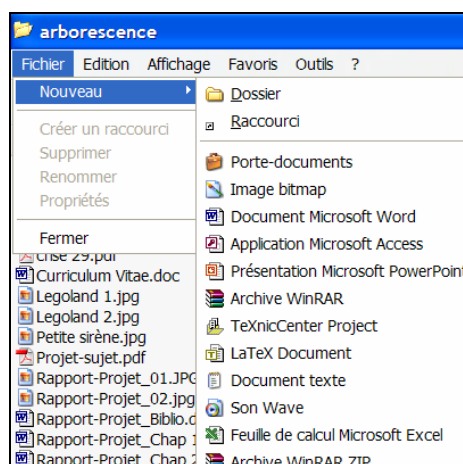 arborescence
Fichier Edition Affichage Favoris Outils ?
Nouveau
Créer un raccourci
Supprimer
Renommer
Propriétés
Fermer
Dossier
Raccourci
Porte-documents
Image bitmap
Document Microsoft Word
Application Microsoft Access
Présentation Microsoft PowerPoint
Archive WinRAR
TeXnicCenter Project
LaTeX Document
Document texte
Son Wave
Feuille de calcul Microsoft Excel
Archive WinRAR ZIP
crise 29.pdf
Curriculum Vitae.doc
Legoland 1.jpg
Legoland 2.jpg
Petite sirène.jpg
Projet-sujet.pdf
Rapport-Projet_01.JPG
Rapport-Projet_02.jpg
Rapport-Projet_Biblio.d
Rapport-Projet_Chap 1
Rapport-Projet_Chap 2